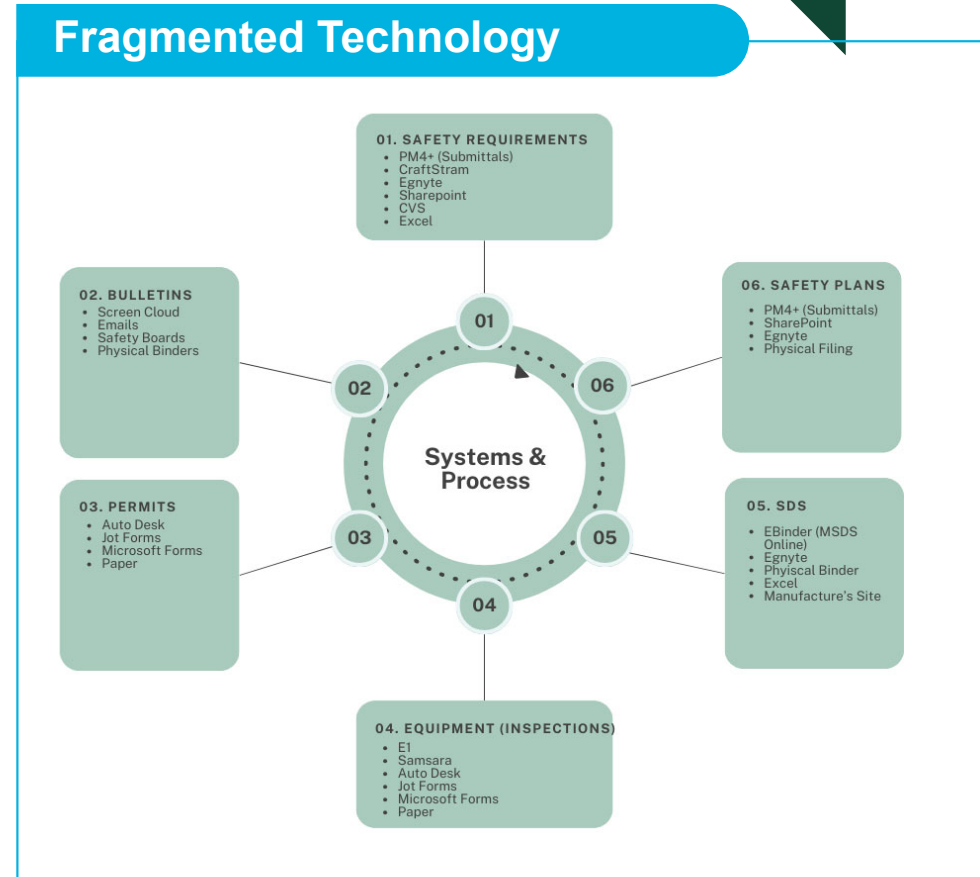 Fragmented Technology
01. SAFETY REQUIREMENTS
• PM4+ (Submittals)
• CraftStram
• Egnyte
• Sharepoint
• CVS
• Excel
02. BULLETINS
• Screen Cloud
• Emails
• Safety Boards
• Physical Binders
06. SAFETY PLANS
• PM4+ (Submittals)
• SharePoint
• Egnyte
• Physical Filing
01
02
06
Systems &
Process
03
05
04
03. PERMITS
• Auto Desk
• Jot Forms
• Microsoft Forms
• Paper
05. SDS
• EBinder (MSDS
Online)
• Egnyte
• Phyiscal Binder
• Excel
• Manufacture's Site
04. EQUIPMENT (INSPECTIONS)
• E1
• Samsara
• Auto Desk
• Jot Forms
• Microsoft Forms
• Paper